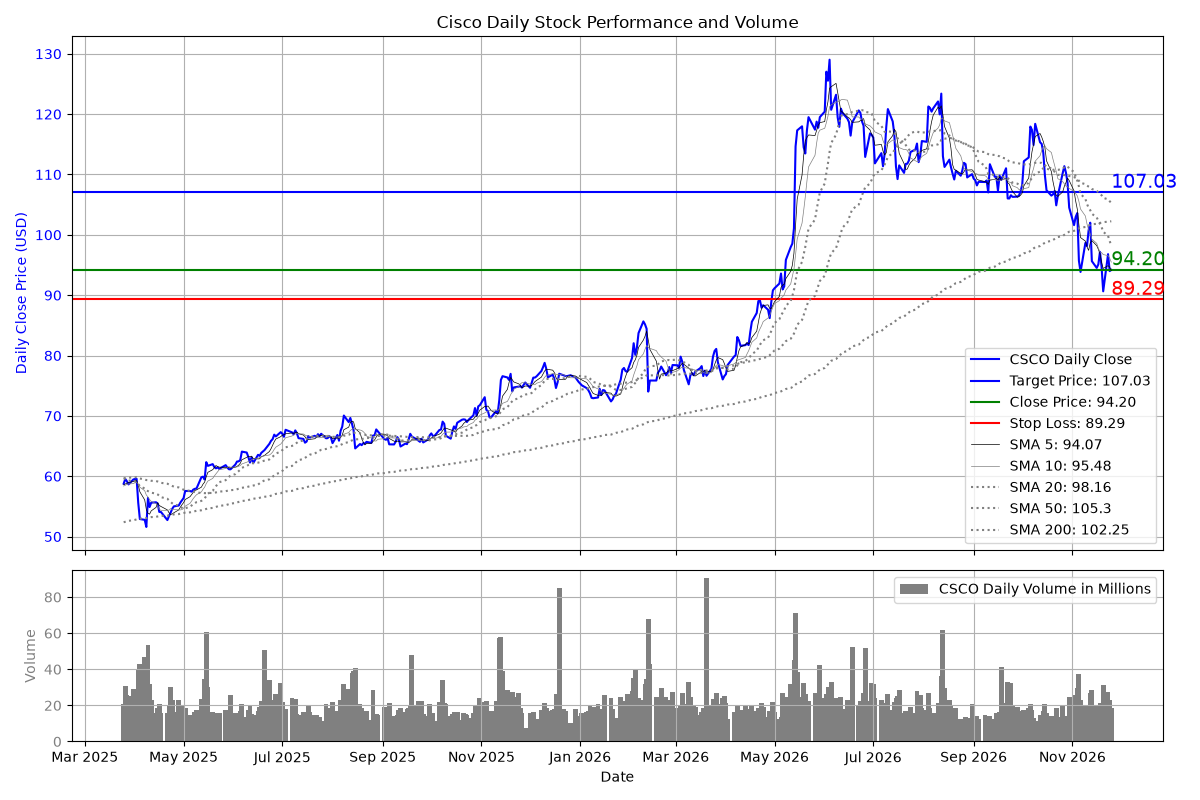 Cisco Daily Stock Performance and Volume
Daily Close Price (USD)
130
120
110
100
90
80
70
60
50
107.03
94.20
89.29
CSCO Daily Close
Target Price: 107.03
Close Price: 94.20
Stop Loss: 89.29
SMA 5: 94.07
SMA 10: 95.48
SMA 20: 98.16
SMA 50: 105.3
SMA 200: 102.25
Volume
80
60
40
20
0
CSCO Daily Volume in Millions
Mar 2025 May 2025 Jul 2025 Sep 2025 Nov 2025 Jan 2026 Mar 2026 May 2026 Jul 2026 Sep 2026 Nov 2026
Date